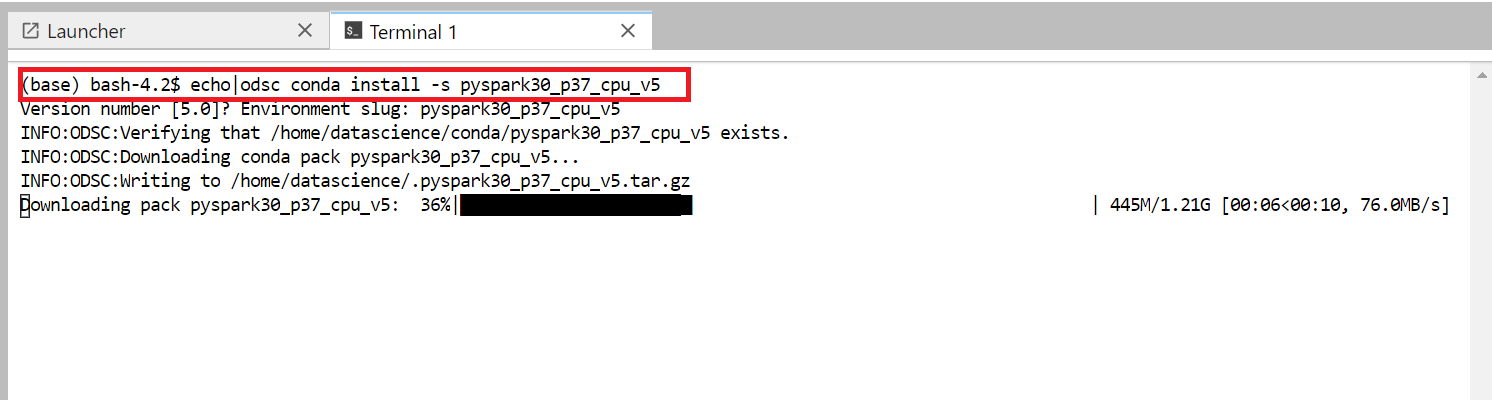 Launcher
Terminal 1
(base) bash-4.2$ echo|odsc conda install -s pyspark30_p37_cpu_v5
Version number [5.0]? Environment slug: pyspark30_p37_cpu_v5
INFO:ODSC:Verifying that /home/datascience/conda/pyspark30_p37_cpu_v5 exists.
INFO:ODSC:Downloading conda pack pyspark30_p37_cpu_v5...
INFO:ODSC:Writing to /home/datascience/.pyspark30_p37_cpu_v5.tar.gz
Downloading pack pyspark30_p37_cpu_v5:  36%| | 445M/1.21G [00:06<00:10, 76.0MB/s]